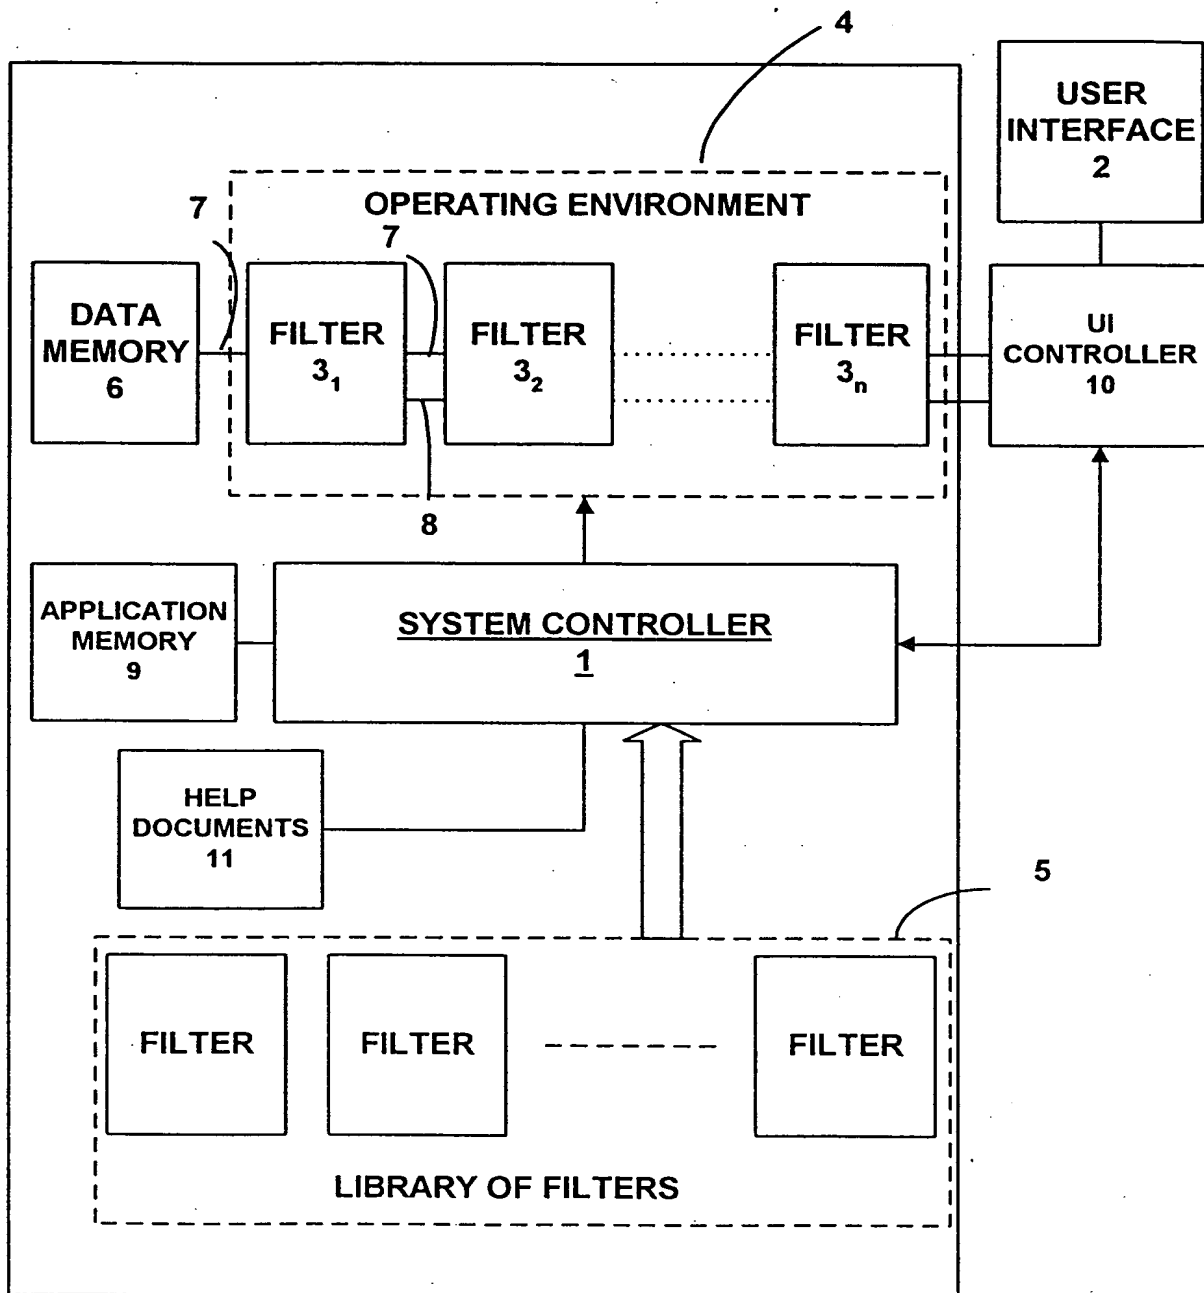 4
USER
INTERFACE
2
OPERATING ENVIRONMENT
7
7
DATA
MEMORY
6
FILTER
3₁
FILTER
3₂
FILTER
3ₙ
UI
CONTROLLER
10
8
APPLICATION
MEMORY
9
SYSTEM CONTROLLER
1
HELP
DOCUMENTS
11
5
FILTER
FILTER
FILTER
LIBRARY OF FILTERS